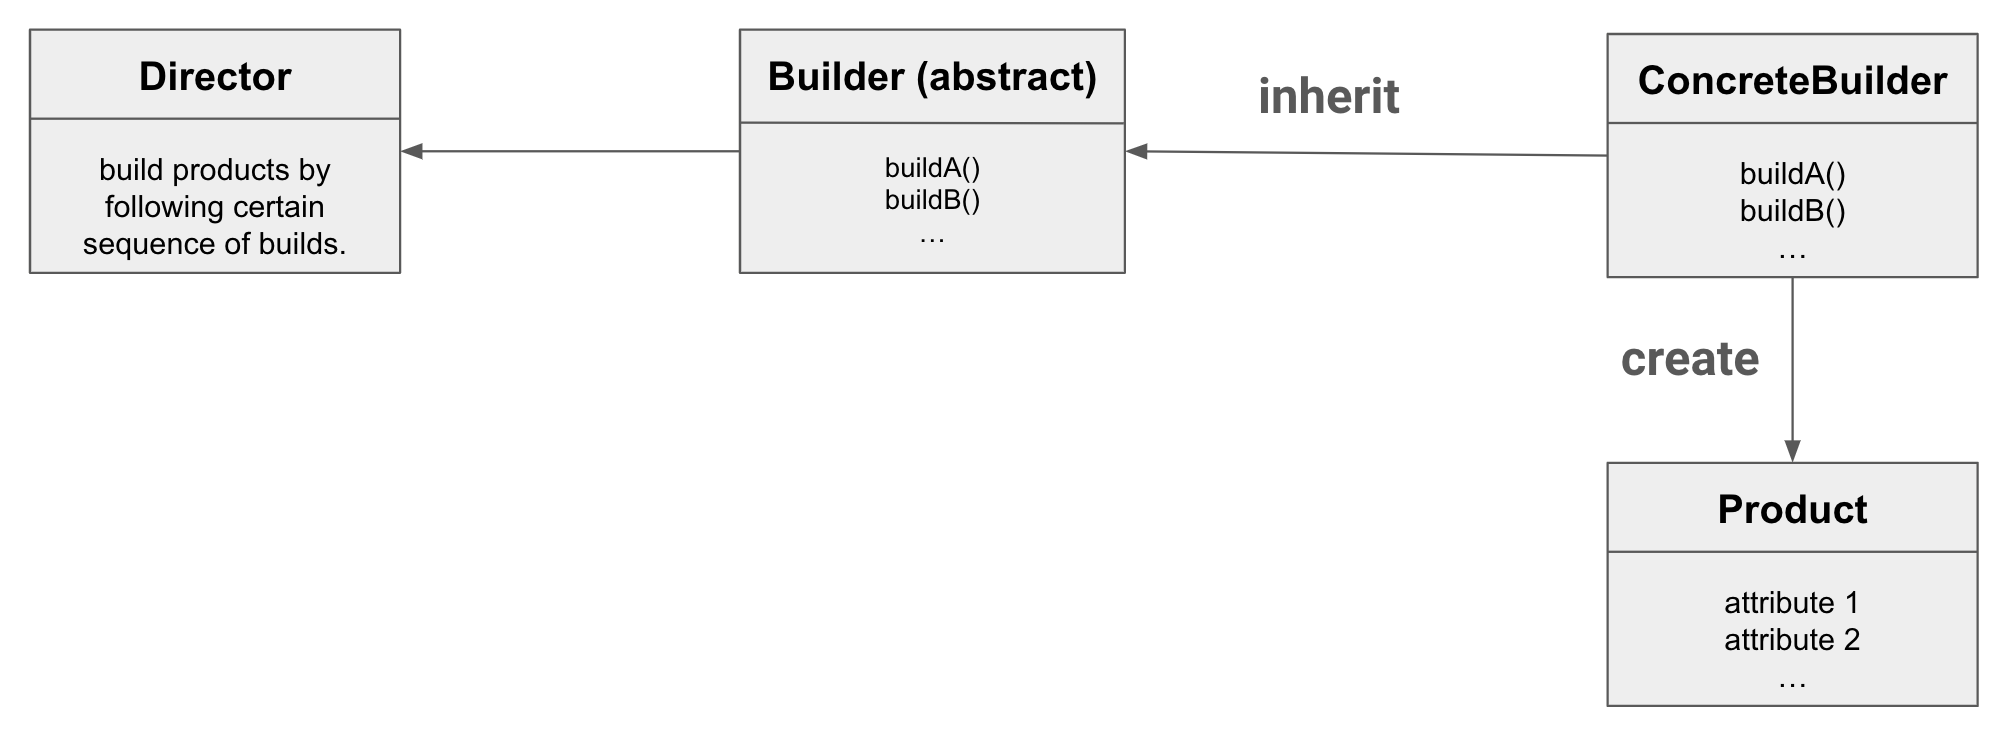 Director
build products by
following certain
sequence of builds.
Builder (abstract)
buildA()
buildB()
…
inherit
ConcreteBuilder
buildA()
buildB()
…
create
Product
attribute 1
attribute 2
…